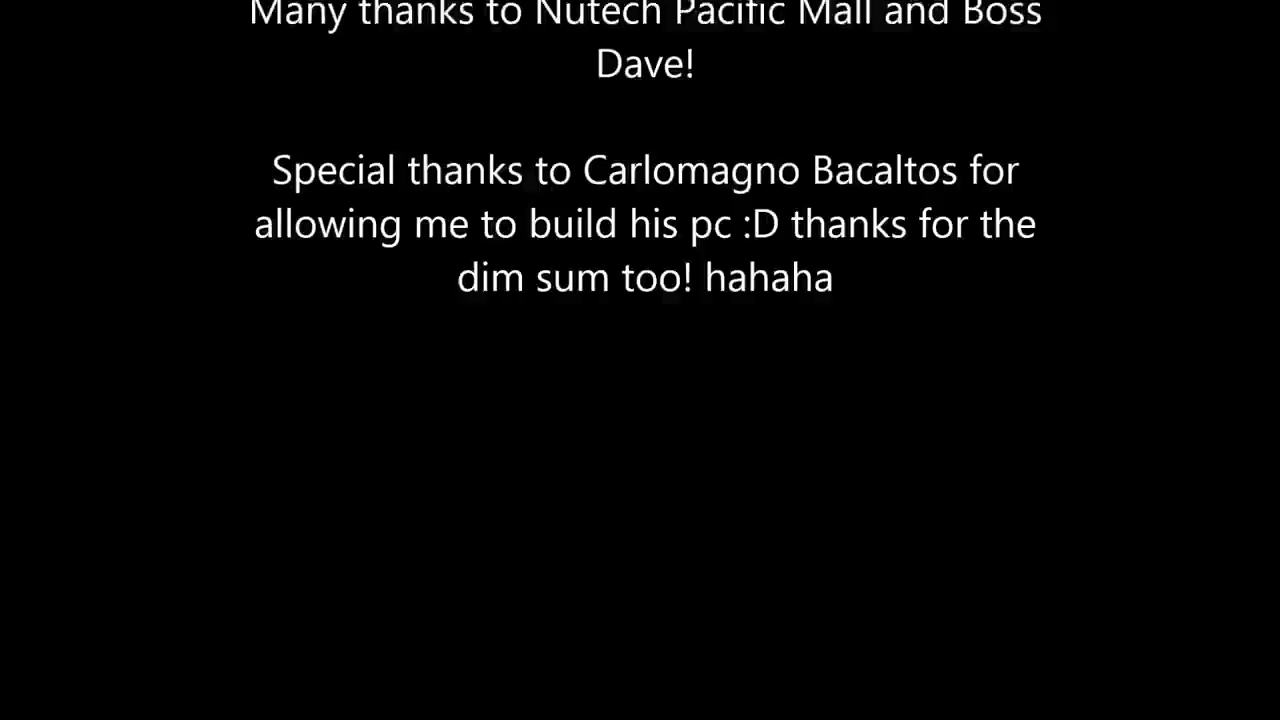 Many thanks to Nutech Pacific Mall and Boss
Dave!
Special thanks to Carlomagno Bacaltos for
allowing me to build his pc :D thanks for the
dim sum too! hahaha